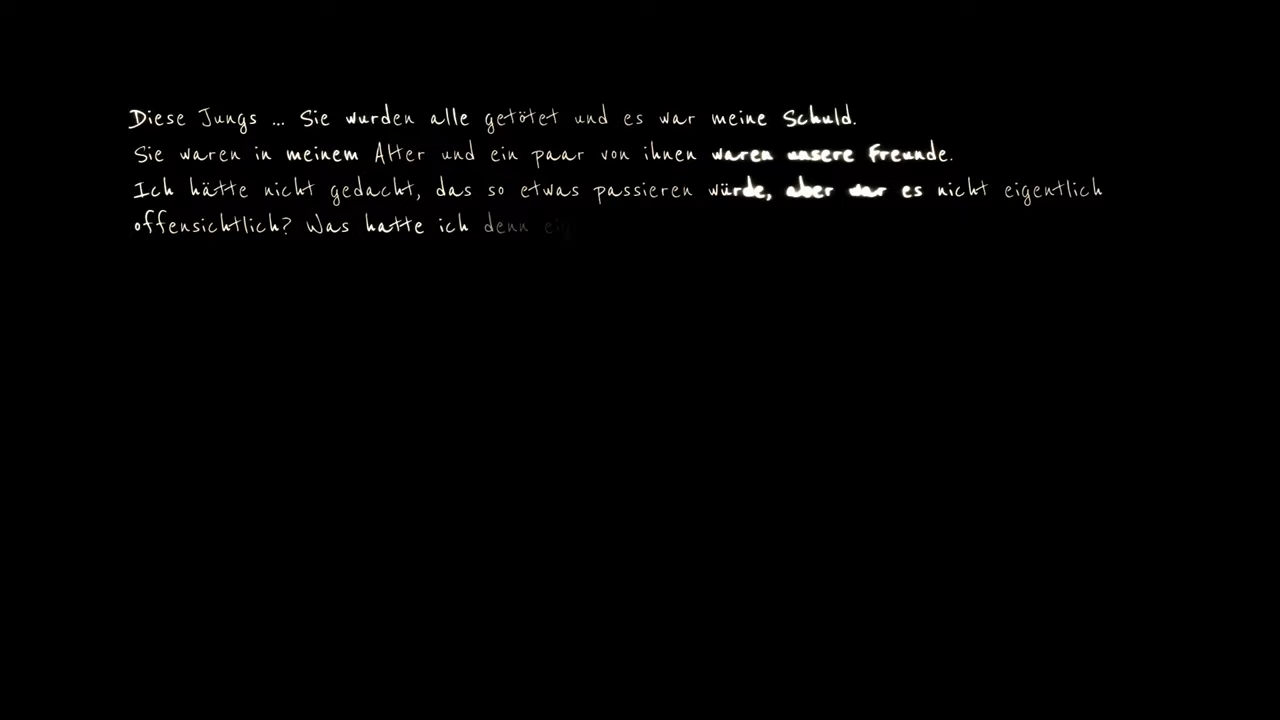 Diese Jungs ... Sie wurden alle getötet und es war meine Schuld.
Sie waren in meinem Alter und ein paar von ihnen waren unsere Freunde.
Ich hätte nicht gedacht, das so etwas passieren würde, aber war es nicht eigentlich
offensichtlich? Was hatte ich denn